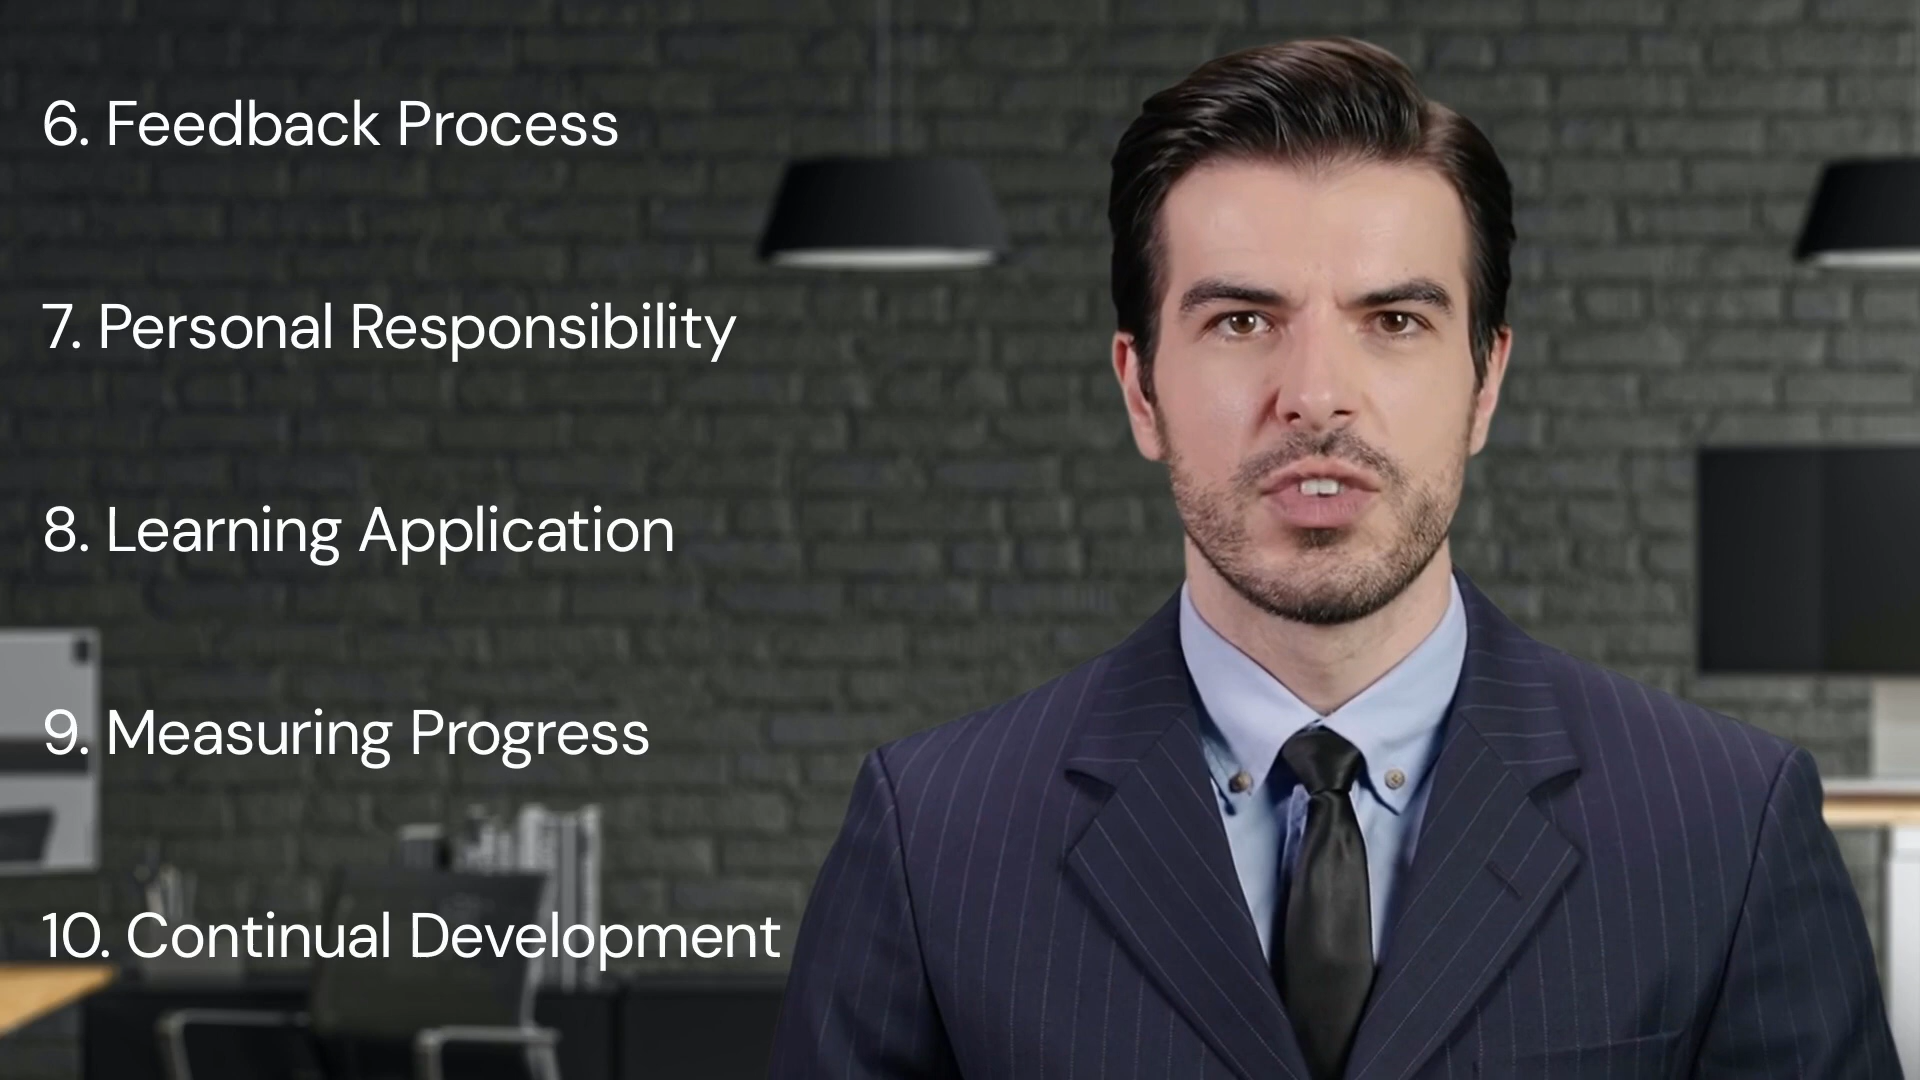 6. Feedback Process
7. Personal Responsibility
8. Learning Application
9. Measuring Progress
10. Continual Development